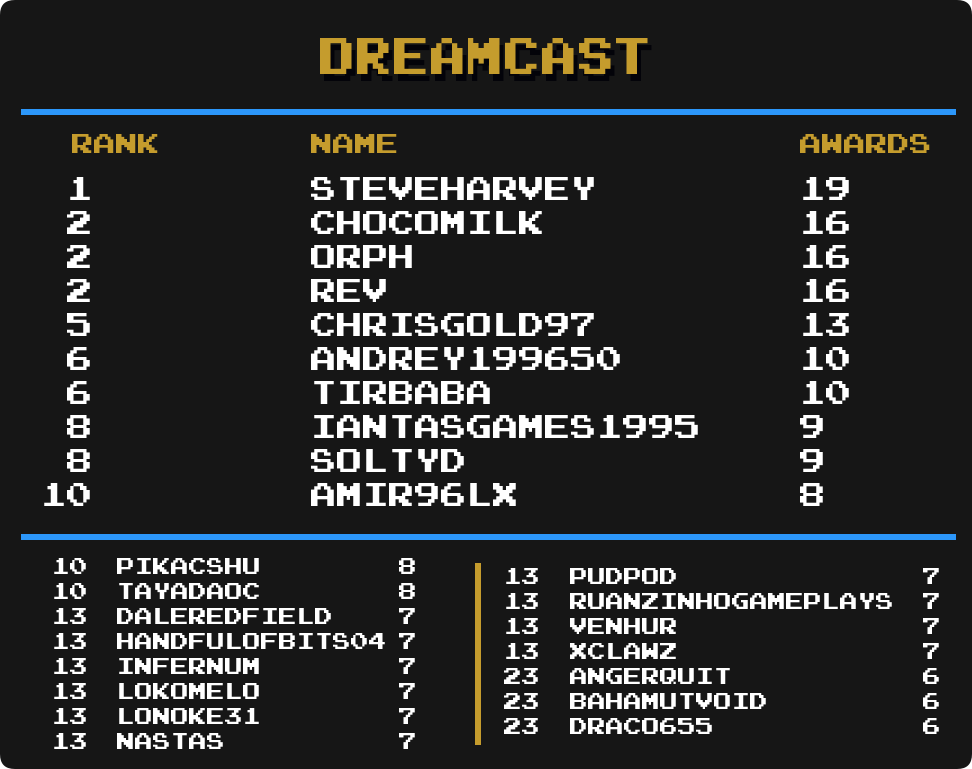 DREAMCAST
RANK NAME AWARDS
1 STEVEHARVEY 19
2 CHOCOMILK 16
2 ORPH 16
2 REV 16
5 CHRISGOLD97 13
6 ANDREY199650 10
6 TIRBABA 10
8 IANTASGAMES1995 9
8 SOLTYD 9
10 AMIR96LX 8
10 PIKACSHU 8
10 TAYADAOC 8
13 DALEREDFIELD 7
13 HANDFULOFBITS04 7
13 INFERNUM 7
13 LOKOMELO 7
13 LONOKE31 7
13 NASTAS 7
13 PUDPOD 7
13 RUANZINHOGAMEPLAYS 7
13 VENHUR 7
13 XCLAWZ 7
23 ANGERQUIT 6
23 BAHAMUTVOID 6
23 DRACO655 6